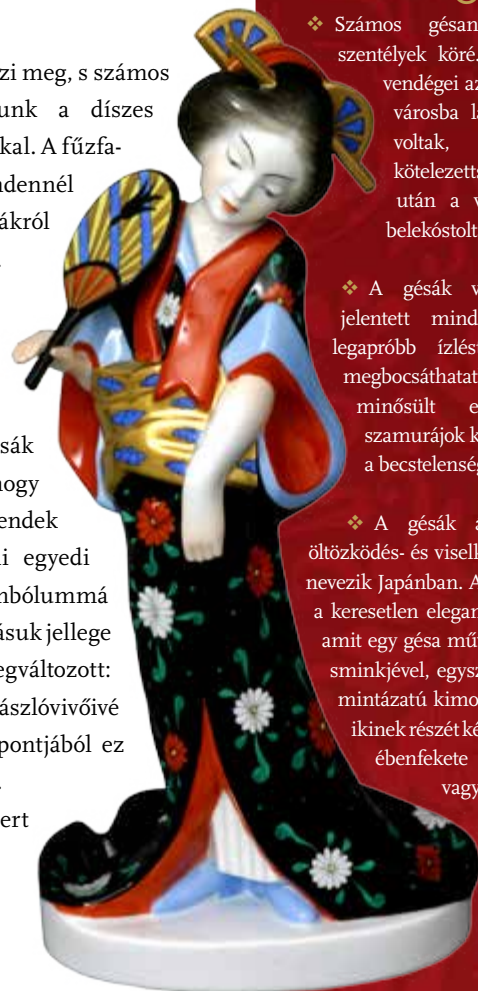 zi meg, s számos
unk a díszes
kal. A fűzfa-
ndennél
ákról
sák
hogy
endek
i egyedi
mbólummá
ásuk jellege
egváltozott:
ászlóvivőivé
pontjából ez
ert
❖ Számos gésan
szentélyek köré.
vendégei az
városba lá
voltak,
kötelezetts
után a v
belekóstolt
❖ A gésák v
jelentett mind
legapróbb ízlést
megbocsáthatat
minősült e
szamurájok k
a becstelenség
❖ A gésák a
öltözködés- és viselk
nevezik Japánban. A
a keresetlen elegan
amit egy gésa műv
sminkjével, egysz
mintázatú kimo
ikinek részét ké
ébenfekete
vagy